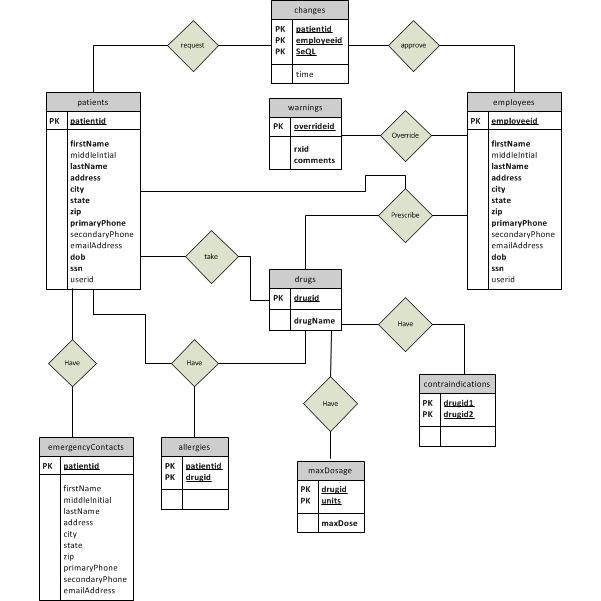 changes
PK patientid
PK employeeid
PK SeQL
time
request
approve
patients
PK patientid
firstName
middleIntial
lastName
address
city
state
zip
primaryPhone
secondaryPhone
emailAddress
dob
ssn
userid
warnings
PK overrideid
rxid
comments
Override
employees
PK employeeid
firstName
middleIntial
lastName
address
city
state
zip
primaryPhone
secondaryPhone
emailAddress
dob
ssn
userid
Prescribe
take
drugs
PK drugid
drugName
Have
Have
Have
Have
contraindications
PK drugid1
PK drugid2
emergencyContacts
PK patientid
firstName
middleInitial
lastName
address
city
state
zip
primaryPhone
secondaryPhone
emailAddress
allergies
PK patientid
PK drugid
maxDosage
PK drugid
PK units
maxDose